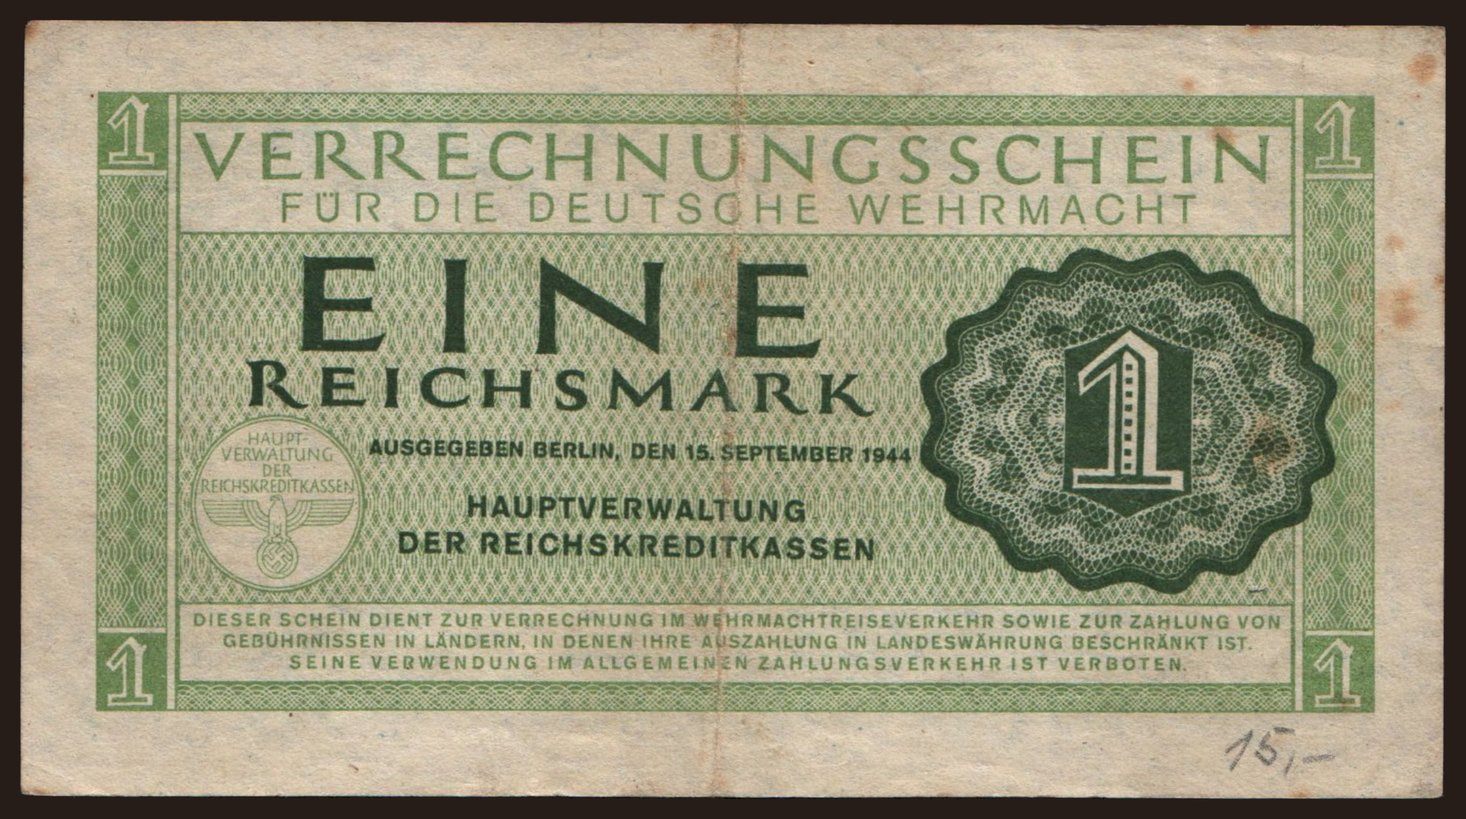 1
1
VERRECHNUNGSSCHEIN
FÜR DIE DEUTSCHE WEHRMACHT
EINE
REICHSMARK
1
HAUPT-
VERWALTUNG
DER
REICHSKREDITKASSEN
AUSGEGEBEN BERLIN, DEN 15. SEPTEMBER 1944
HAUPTVERWALTUNG
DER REICHSKREDITKASSEN
DIESER SCHEIN DIENT ZUR VERRECHNUNG IM WEHRMACHTREISEVERKEHR SOWIE ZUR ZAHLUNG VON
GEBÜHRNISSEN IN LÄNDERN, IN DENEN IHRE AUSZAHLUNG IN LANDESWÄHRUNG BESCHRÄNKT IST.
SEINE VERWENDUNG IM ALLGEMEINEN ZAHLUNGSVERKEHR IST VERBOTEN.
1
1
15,-